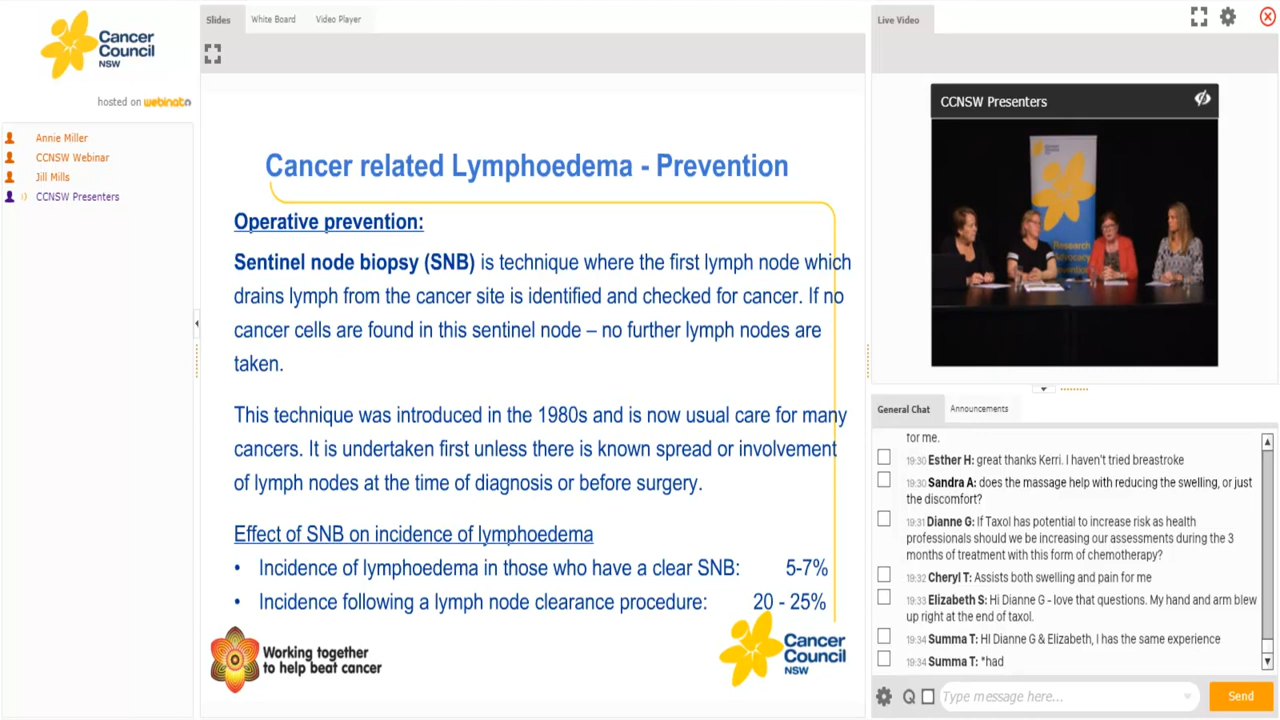 Cancer
Council
NSW
hosted on webinato
Annie Miller
CCNSW Webinar
Jill Mills
CCNSW Presenters
Slides
White Board
Video Player
Cancer related Lymphoedema - Prevention
Operative prevention:
Sentinel node biopsy (SNB) is technique where the first lymph node which
drains lymph from the cancer site is identified and checked for cancer. If no
cancer cells are found in this sentinel node – no further lymph nodes are
taken.
This technique was introduced in the 1980s and is now usual care for many
cancers. It is undertaken first unless there is known spread or involvement
of lymph nodes at the time of diagnosis or before surgery.
Effect of SNB on incidence of lymphoedema
• Incidence of lymphoedema in those who have a clear SNB: 5-7%
• Incidence following a lymph node clearance procedure: 20 - 25%
Working together
to help beat cancer
Cancer
Council
NSW
Live Video
CCNSW Presenters
Research
Advocacy
General Chat
Announcements
for me.
19:30 Esther H: great thanks Kerri. I haven't tried breastroke
19:30 Sandra A: does the massage help with reducing the swelling, or just
the discomfort?
19:31 Dianne G: If Taxol has potential to increase risk as health
professionals should we be increasing our assessments during the 3
months of treatment with this form of chemotherapy?
19:32 Cheryl T: Assists both swelling and pain for me
19:33 Elizabeth S: Hi Dianne G - love that questions. My hand and arm blew
up right at the end of taxol.
19:34 Summa T: HI Dianne G & Elizabeth, I has the same experience
19:34 Summa T: *had
Q
Type message here...
Send